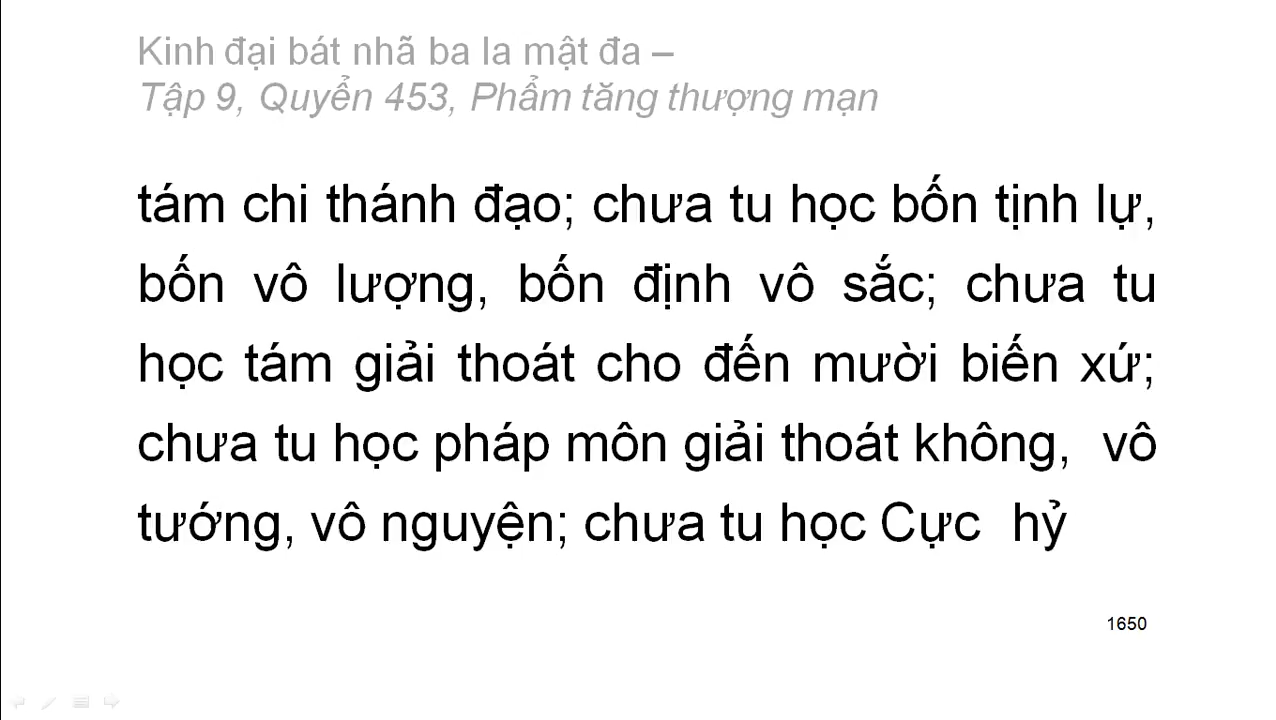 Kinh đại bát nhã ba la mật đa –
Tập 9, Quyển 453, Phẩm tăng thượng mạn
tám chi thánh đạo; chưa tu học bốn tịnh lự,
bốn vô lượng, bốn định vô sắc; chưa tu
học tám giải thoát cho đến mười biến xứ;
chưa tu học pháp môn giải thoát không, vô
tướng, vô nguyện; chưa tu học Cực hỷ
1650